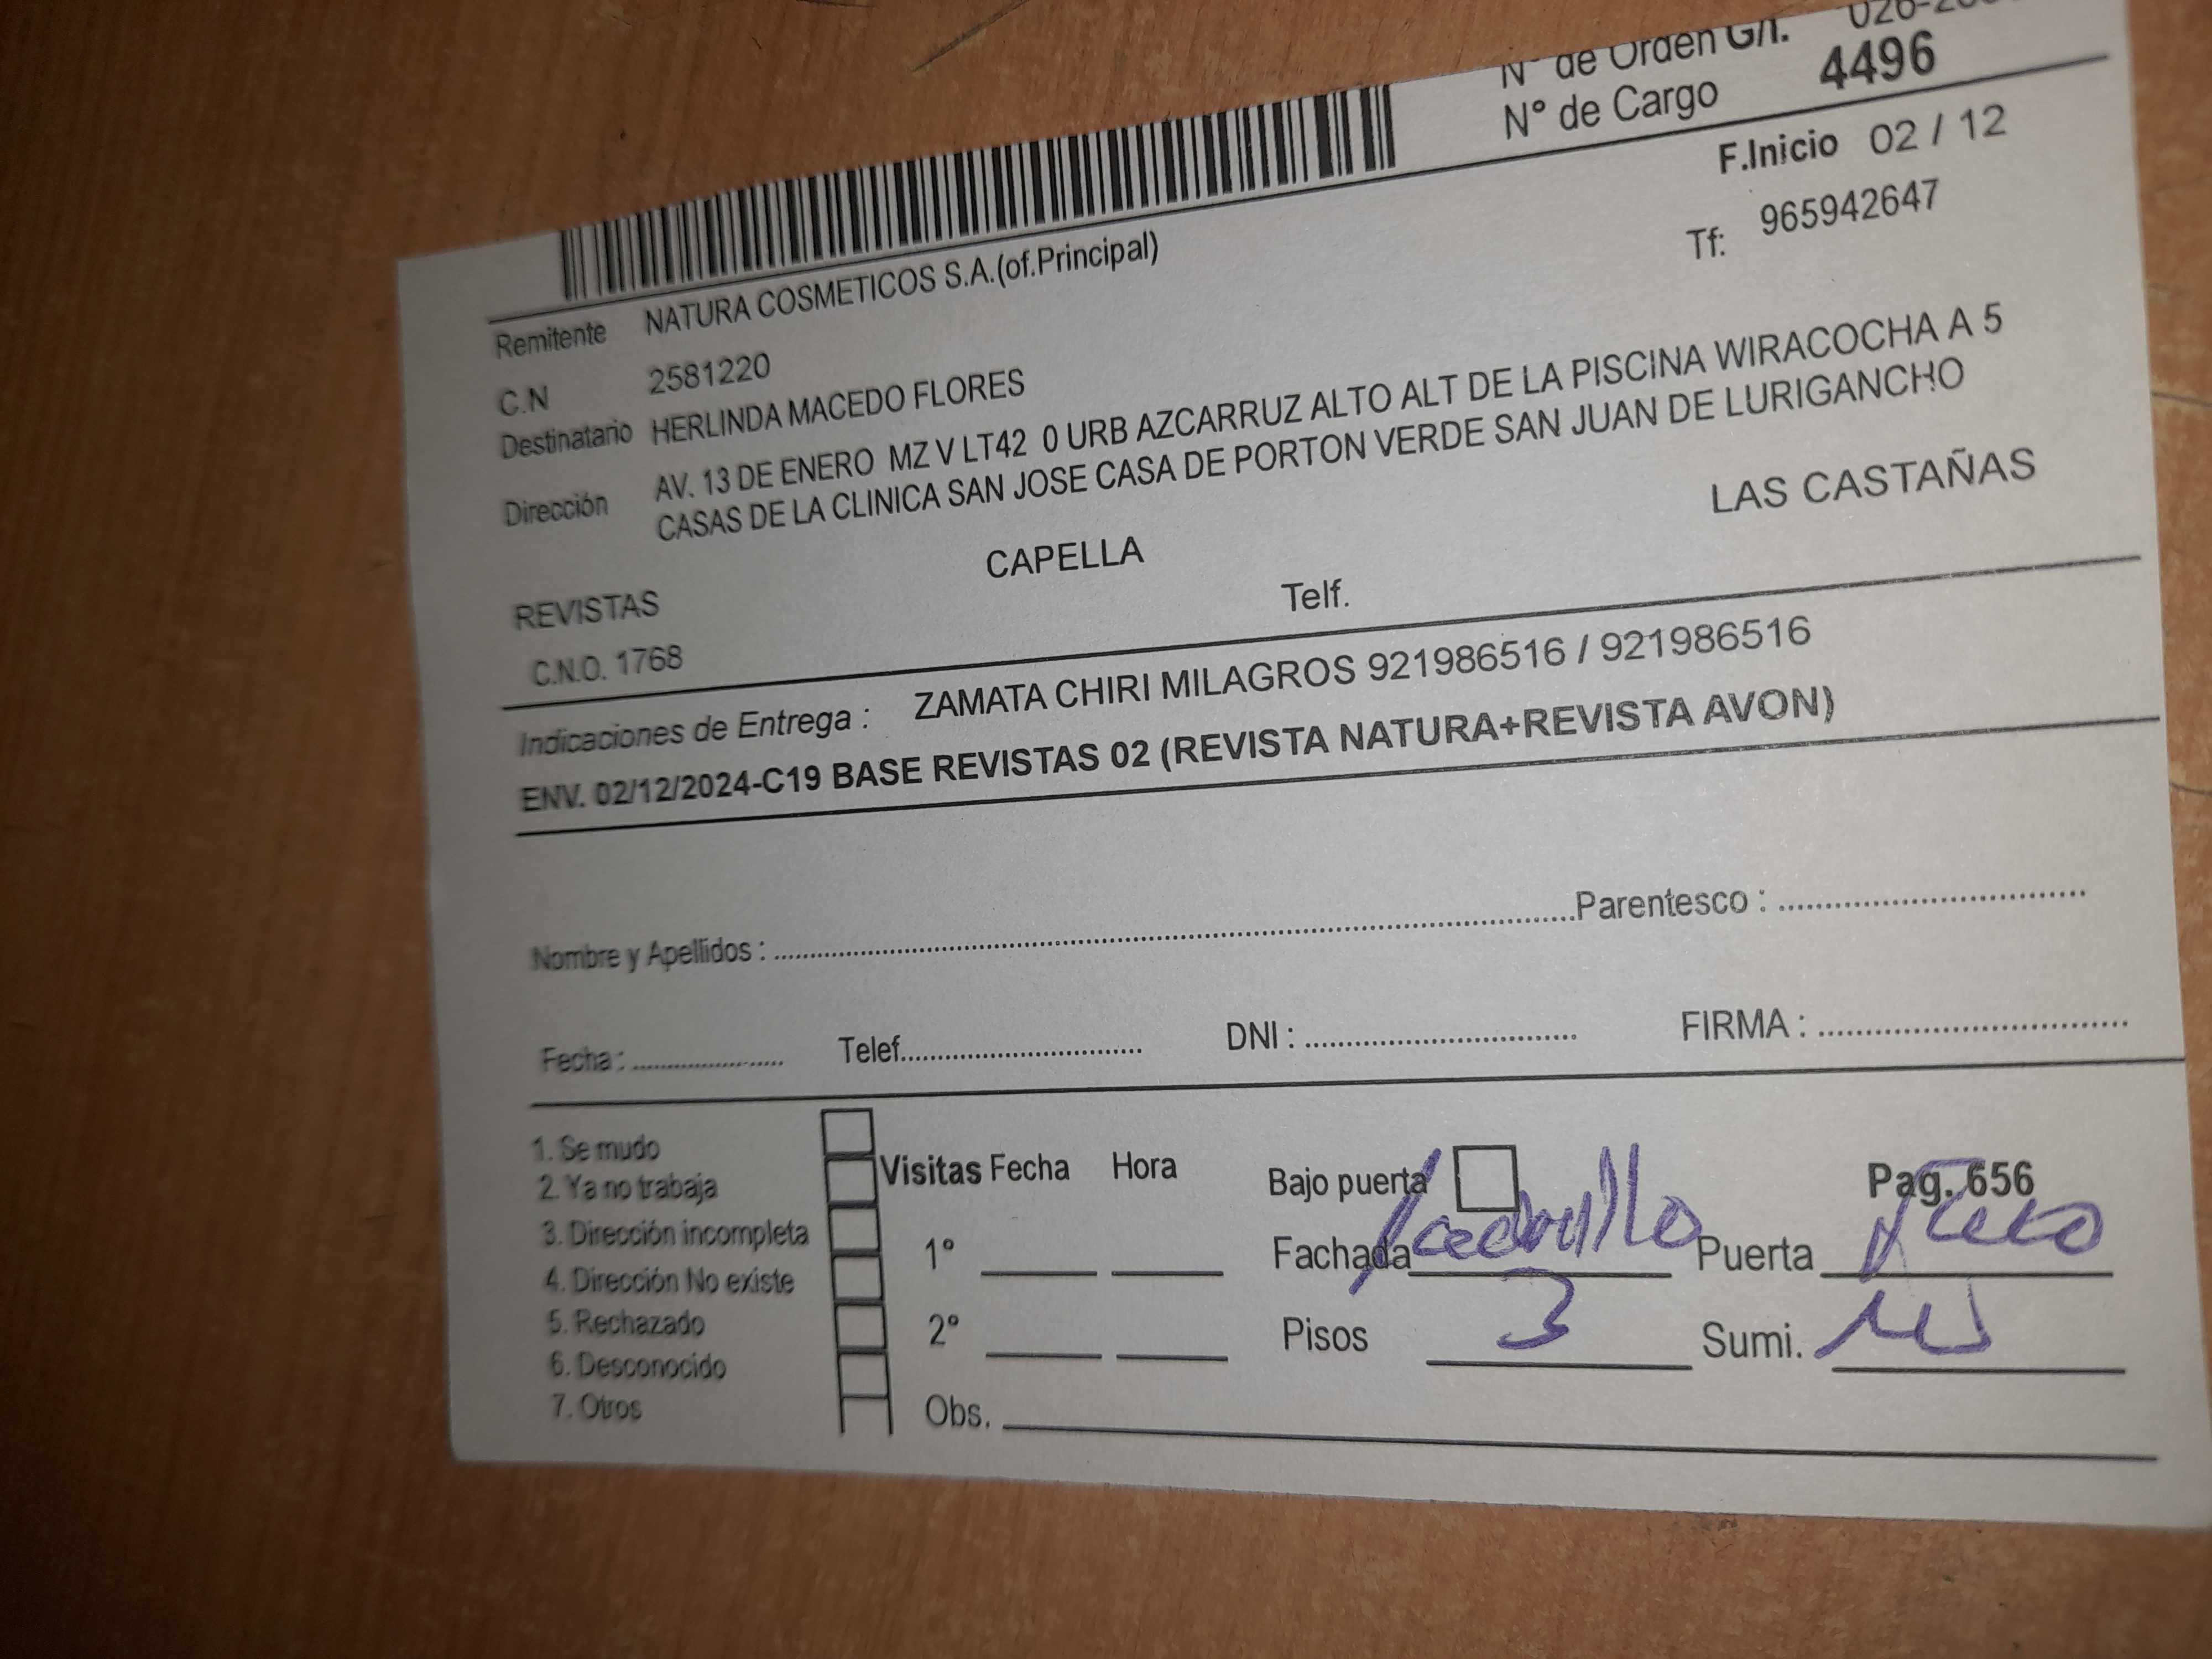 N° de Orden G/I.
N° de Cargo 4496
F.Inicio 02 / 12
Tf: 965942647
Remitente NATURA COSMETICOS S.A.(of.Principal)
C.N 2581220
Destinatario HERLINDA MACEDO FLORES
Dirección AV. 13 DE ENERO MZ V LT42 0 URB AZCARRUZ ALTO ALT DE LA PISCINA WIRACOCHA A 5
CASAS DE LA CLINICA SAN JOSE CASA DE PORTON VERDE SAN JUAN DE LURIGANCHO
LAS CASTAÑAS
REVISTAS CAPELLA
C.N.O. 1768 Telf.
Indicaciones de Entrega : ZAMATA CHIRI MILAGROS 921986516 / 921986516
ENV. 02/12/2024-C19 BASE REVISTAS 02 (REVISTA NATURA+REVISTA AVON)
Nombre y Apellidos : Parentesco :
Fecha : Telef. DNI : FIRMA :
1. Se mudo
2. Ya no trabaja
3. Dirección incompleta
4. Dirección No existe
5. Rechazado
6. Desconocido
7. Otros
Visitas Fecha Hora
1°
2°
Obs.
Bajo puerta Pag. 656
Fachada Ladrillo Puerta
Pisos 3 Sumi.